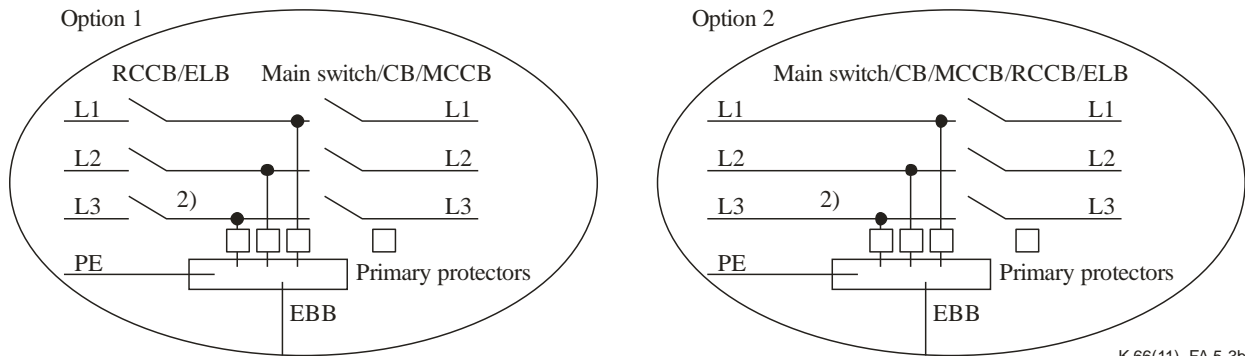 Option 1
RCCB/ELB Main switch/CB/MCCB
L1 L1
L2 L2
L3 2) L3
PE
Primary protectors
EBB
Option 2
Main switch/CB/MCCB/RCCB/ELB
L1 L1
L2 L2
L3 2) L3
PE
Primary protectors
EBB